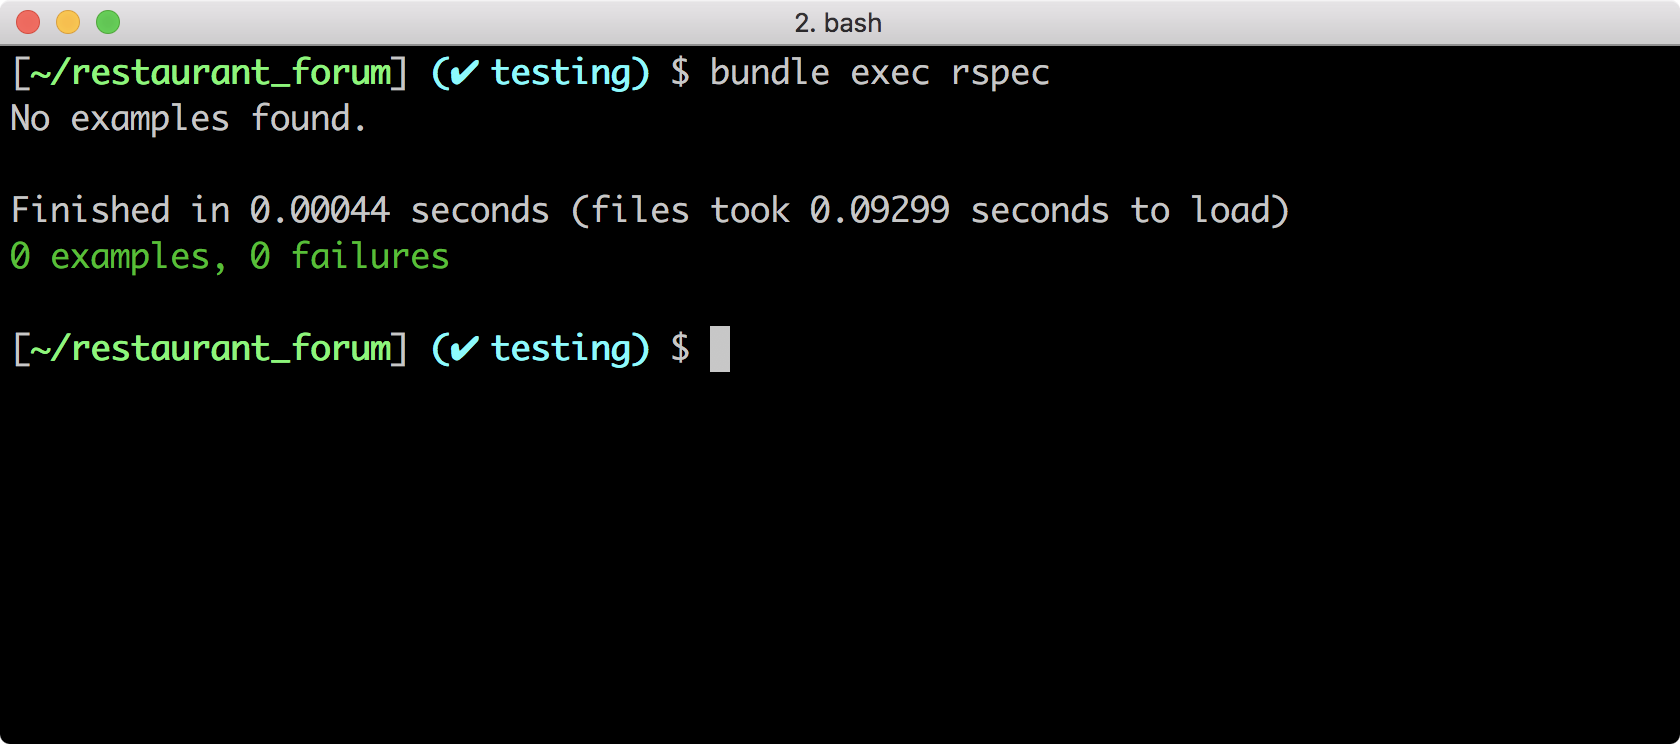 2. bash
[~/restaurant_forum] (✔ testing) $ bundle exec rspec
No examples found.
Finished in 0.00044 seconds (files took 0.09299 seconds to load)
0 examples, 0 failures
[~/restaurant_forum] (✔ testing) $